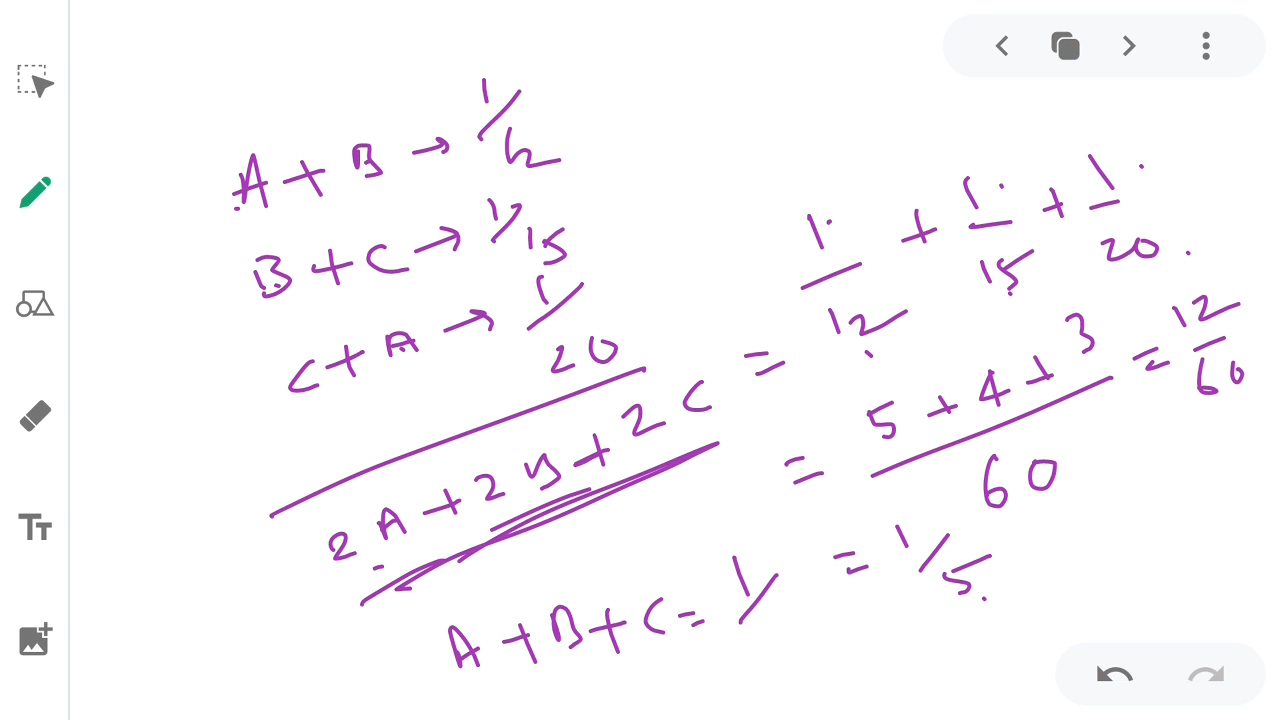 A + B → 1/12
B + C → 1/15
C + A → 1/20
2A + 2B + 2C = 1/12 + 1/15 + 1/20
= (5 + 4 + 3)/60 = 12/60
= 1/5
A + B + C = 1/
Tт